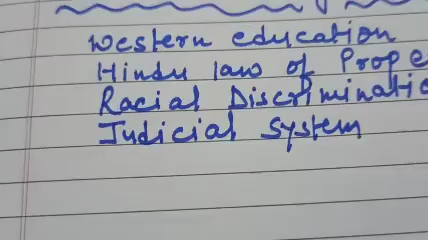 Western education
Hindu law of Prope
Racial Discriminatio
Judicial System